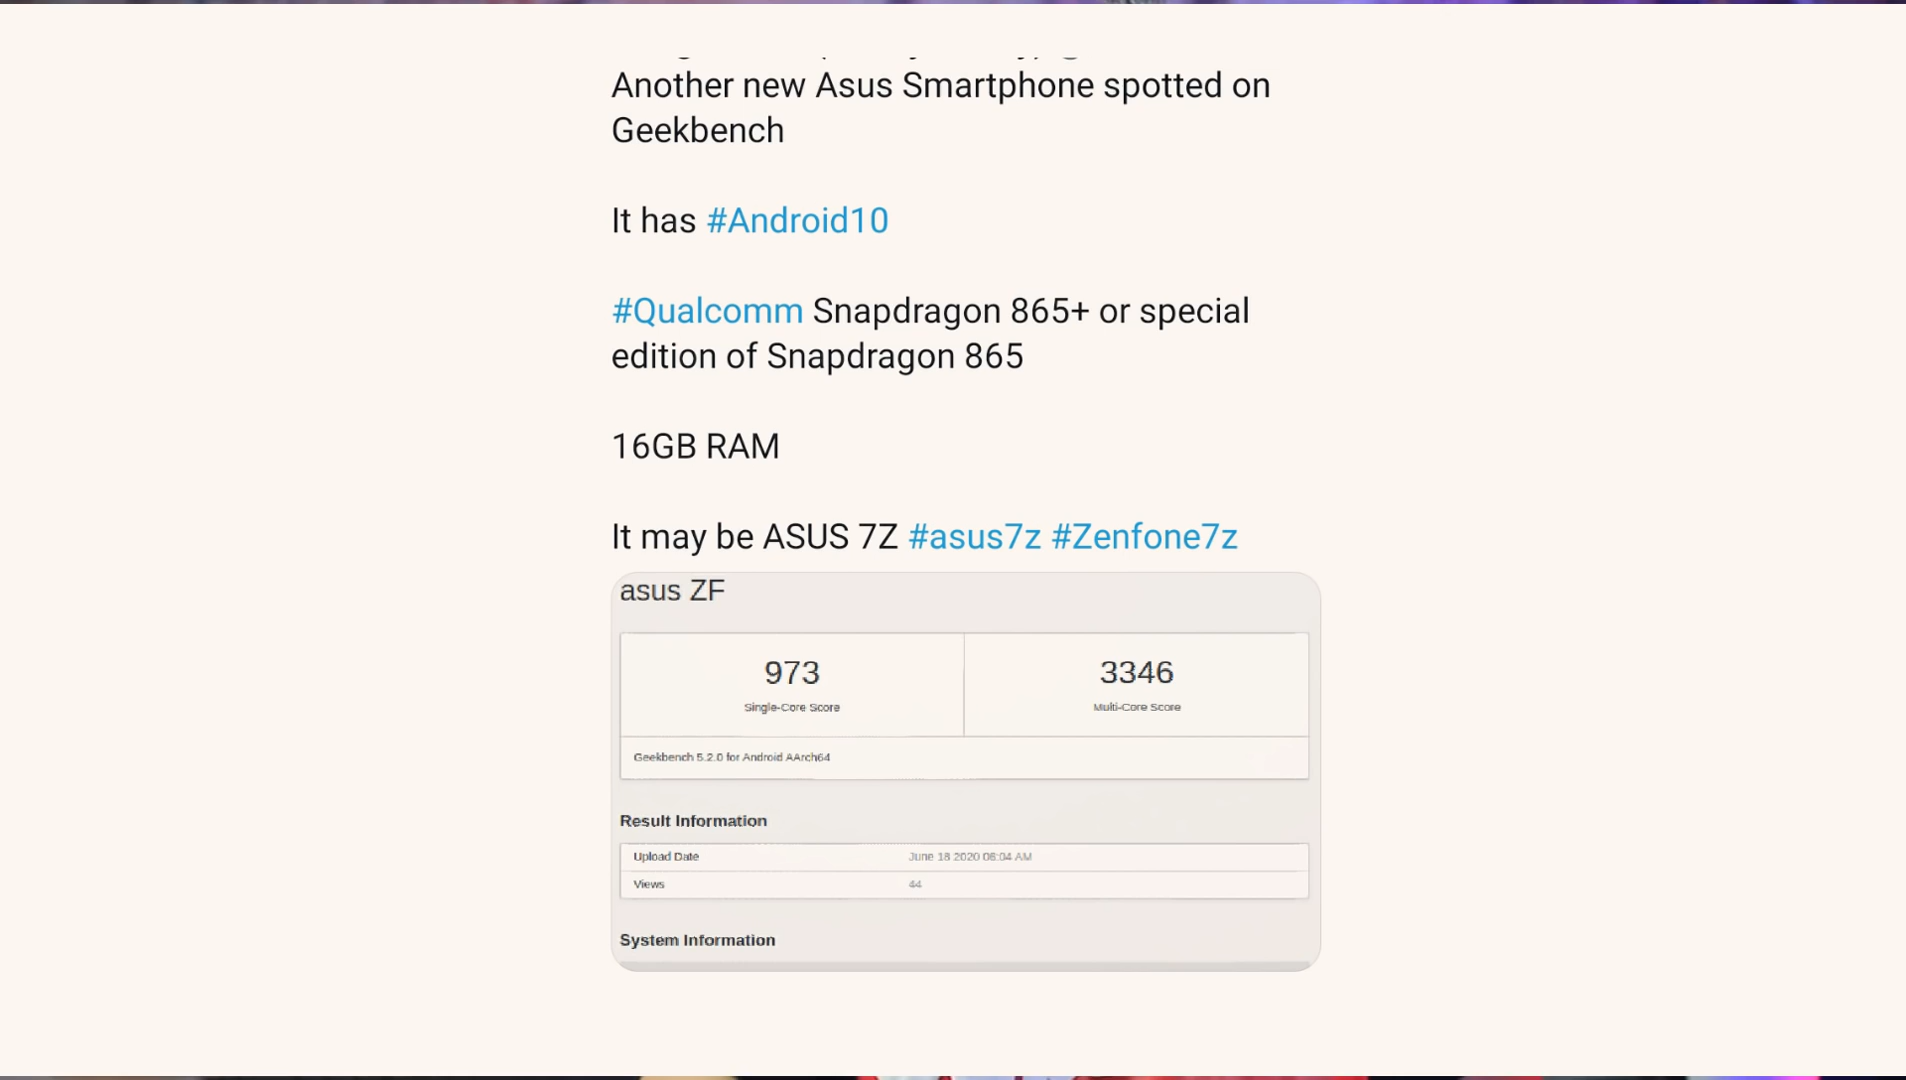 Another new Asus Smartphone spotted on
Geekbench
It has #Android10
#Qualcomm Snapdragon 865+ or special
edition of Snapdragon 865
16GB RAM
It may be ASUS 7Z #asus7z #Zenfone7z
asus ZF
973 3346
Single-Core Score Multi-Core Score
Geekbench 5.2.0 for Android AArch64
Result Information
Upload Date June 18 2020 06:04 AM
Views 44
System Information